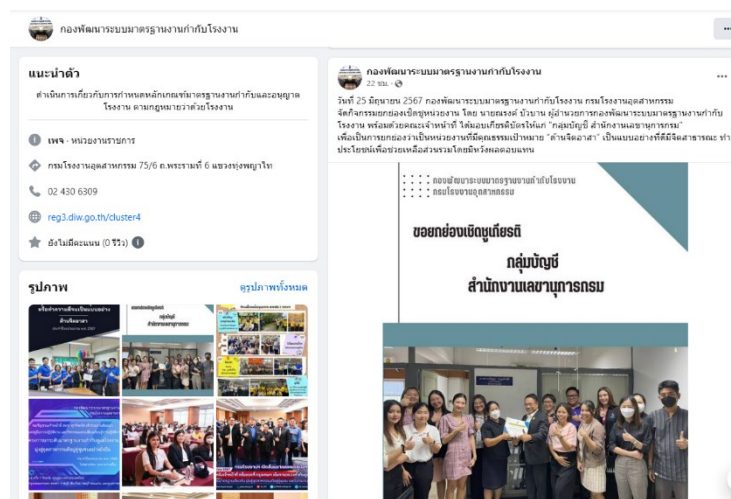 กองพัฒนาระบบมาตรฐานงานกำกับโรงงาน
แนะนำตัว
ดำเนินการเกี่ยวกับการกำหนดหลักเกณฑ์มาตรฐานงานกำกับและอนุญาต
โรงงาน ตามกฎหมายว่าด้วยโรงงาน
เพจ · หน่วยงานราชการ
กรมโรงงานอุตสาหกรรม 75/6 ถ.พระรามที่ 6 แขวงทุ่งพญาไท
02 430 6309
reg3.diw.go.th/cluster4
ยังไม่มีคะแนน (0 รีวิว)
รูปภาพ
ดูรูปภาพทั้งหมด
ด้านจิตอาสา
กลุ่มบัญชี
สำนักงานเลขานุการกรม
กองพัฒนาระบบมาตรฐานงานกำกับโรงงาน
22 ชม.
วันที่ 25 มิถุนายน 2567 กองพัฒนาระบบมาตรฐานงานกำกับโรงงาน กรมโรงงานอุตสาหกรรม
จัดกิจกรรมยกย่องเชิดชูหน่วยงาน โดย นายณรงค์ บัวบาน ผู้อำนวยการกองพัฒนาระบบมาตรฐานงานกำกับ
โรงงาน พร้อมด้วยคณะเจ้าหน้าที่ ได้มอบเกียรติบัตรให้แก่ "กลุ่มบัญชี สำนักงานเลขานุการกรม"
เพื่อเป็นการยกย่องว่าเป็นหน่วยงานที่มีคุณธรรมเป้าหมาย "ด้านจิตอาสา" เป็นแบบอย่างที่ดีมีจิตสาธารณะ ทำ
ประโยชน์เพื่อช่วยเหลือส่วนรวมโดยมิหวังผลตอบแทน
กองพัฒนาระบบมาตรฐานงานกำกับโรงงาน
กรมโรงงานอุตสาหกรรม
ขอยกย่องเชิดชูเกียรติ
กลุ่มบัญชี
สำนักงานเลขานุการกรม